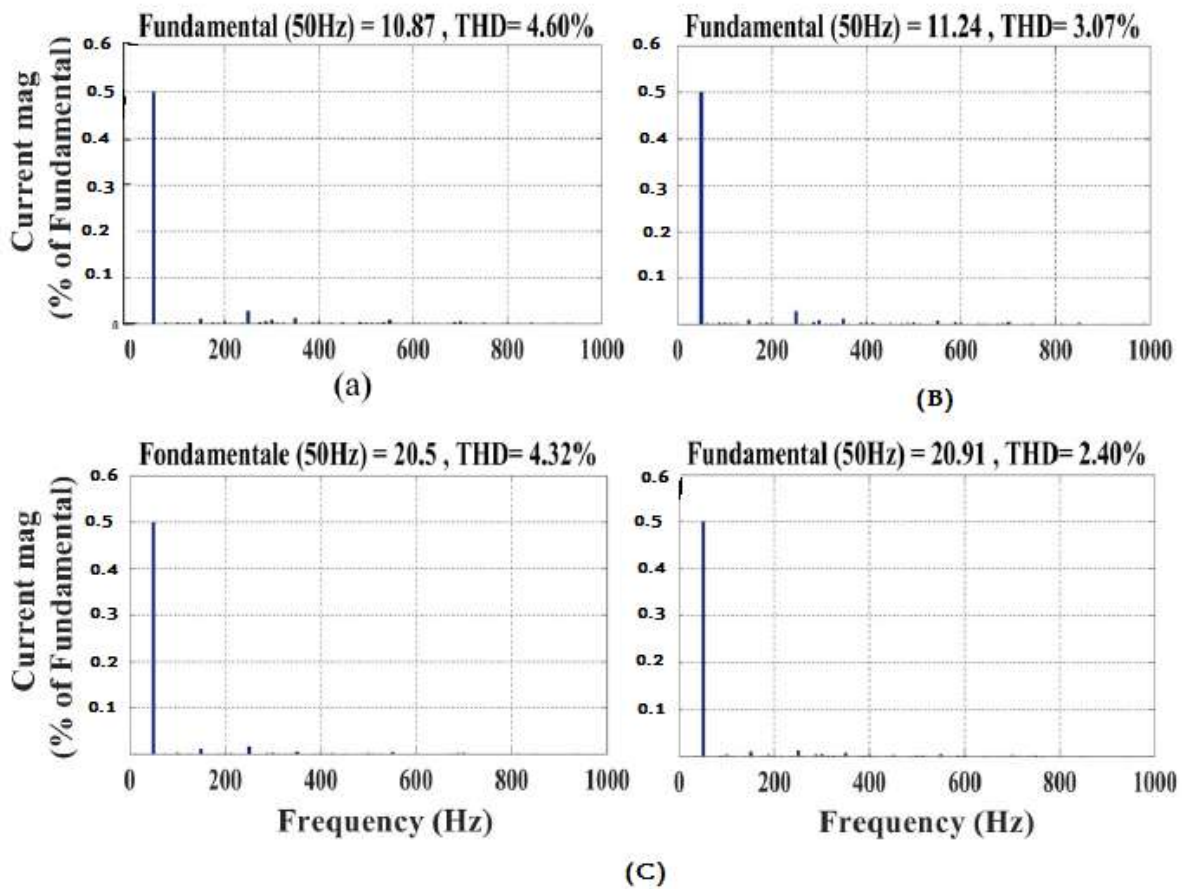 Fundamental (50Hz) = 10.87 , THD= 4.60%
Current mag
(% of Fundamental)
0.6
0.5
0.4
0.3
0.2
0.1
0
0 200 400 600 800 1000
(a)
Fundamental (50Hz) = 11.24 , THD= 3.07%
0.6
0.5
0.4
0.3
0.2
0.1
0 200 400 600 800 1000
(B)
Fondamentale (50Hz) = 20.5 , THD= 4.32%
Current mag
(% of Fundamental)
0.6
0.5
0.4
0.3
0.2
0.1
0 200 400 600 800 1000
Frequency (Hz)
Fundamental (50Hz) = 20.91 , THD= 2.40%
0.6
0.5
0.4
0.3
0.2
0.1
0 200 400 600 800 1000
Frequency (Hz)
(C)